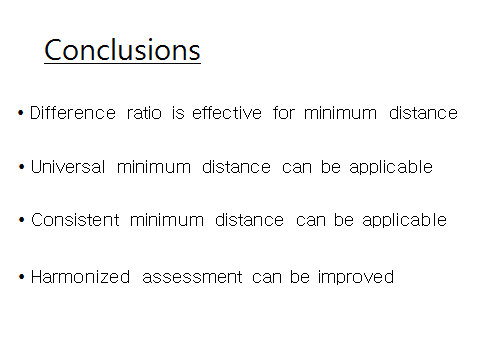 Conclusions
• Difference ratio is effective for minimum distance
• Universal minimum distance can be applicable
• Consistent minimum distance can be applicable
• Harmonized assessment can be improved